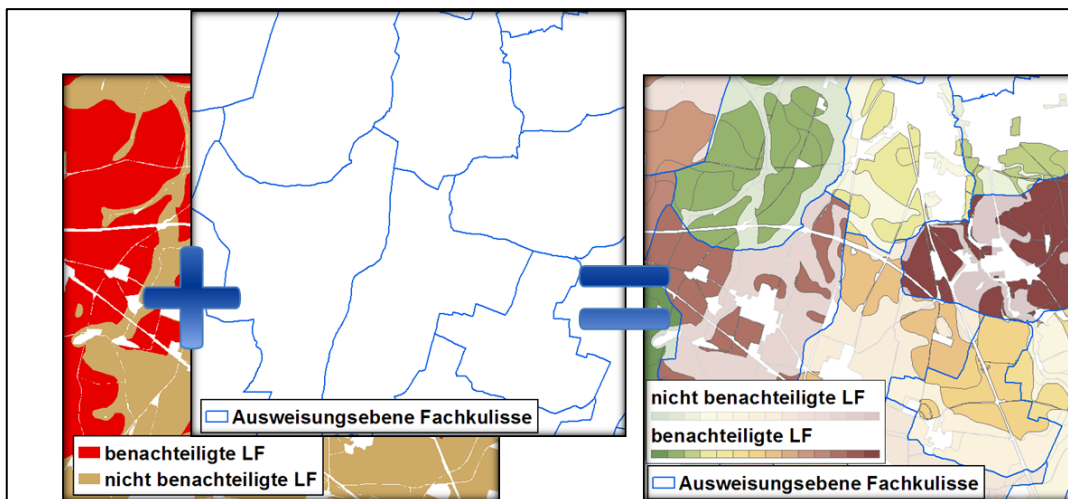 benachteiligte LF
nicht benachteiligte LF
Ausweisungsebene Fachkulisse
nicht benachteiligte LF
benachteiligte LF
Ausweisungsebene Fachkulisse